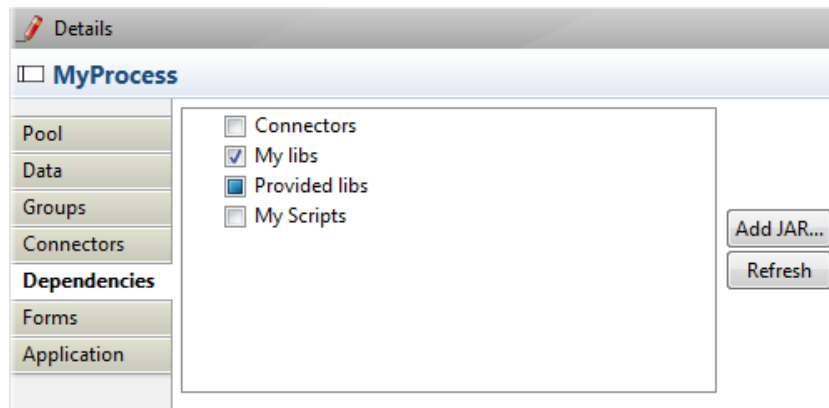 Details
MyProcess
Pool
Data
Groups
Connectors
Dependencies
Forms
Application
Connectors
My libs
Provided libs
My Scripts
Add JAR...
Refresh